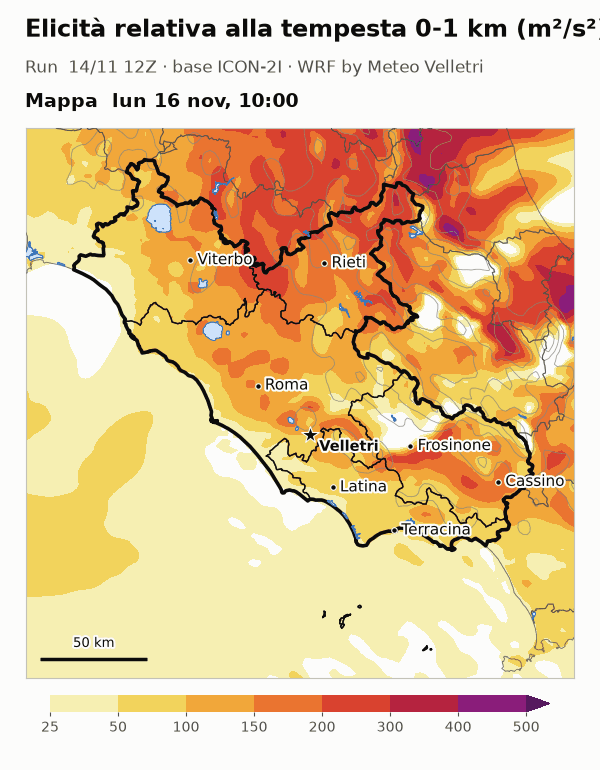 Elicità relativa alla tempesta 0-1 km (m²/s²)
Run 14/11 12Z · base ICON-2I · WRF by Meteo Velletri
Mappa lun 16 nov, 10:00
Viterbo
Rieti
Roma
Velletri
Frosinone
Cassino
Latina
Terracina
50 km
25 50 100 150 200 300 400 500